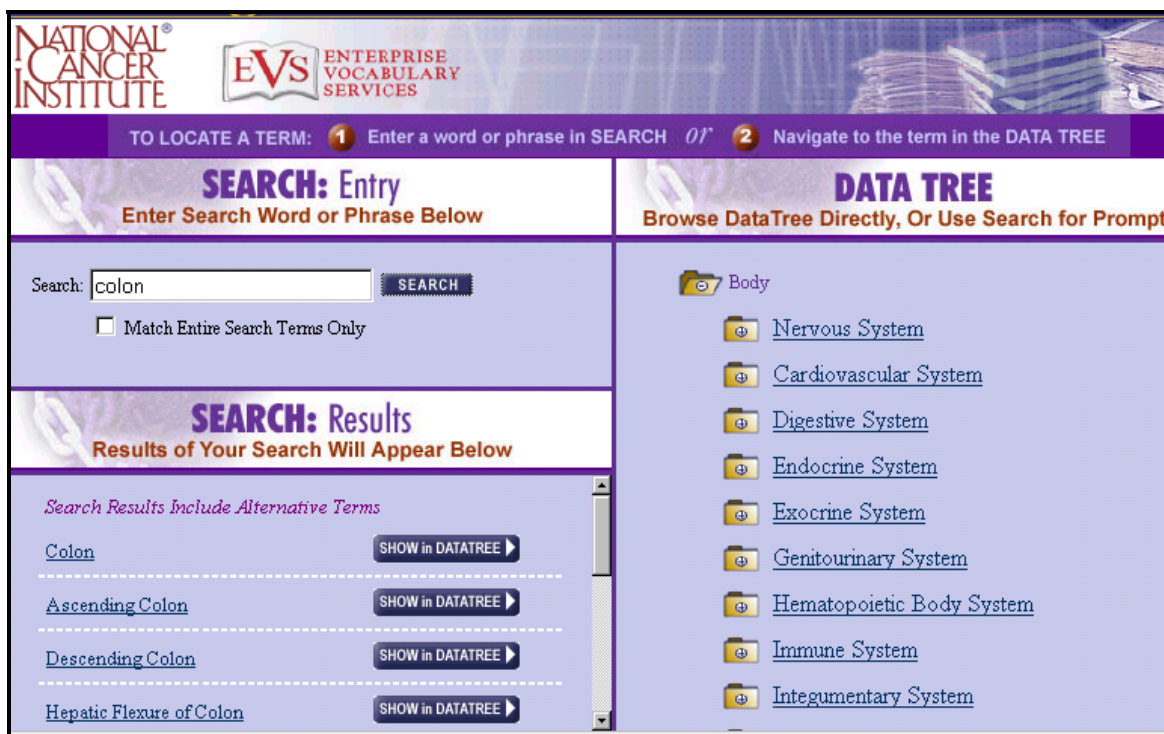 NATIONAL®
CANCER
INSTITUTE
EVS
ENTERPRISE
VOCABULARY
SERVICES
TO LOCATE A TERM: 1 Enter a word or phrase in SEARCH or 2 Navigate to the term in the DATA TREE
SEARCH: Entry
Enter Search Word or Phrase Below
Search: colon SEARCH
Match Entire Search Terms Only
SEARCH: Results
Results of Your Search Will Appear Below
Search Results Include Alternative Terms
Colon SHOW in DATATREE
Ascending Colon SHOW in DATATREE
Descending Colon SHOW in DATATREE
Hepatic Flexure of Colon SHOW in DATATREE
DATA TREE
Browse DataTree Directly, Or Use Search for Prompt
Body
Nervous System
Cardiovascular System
Digestive System
Endocrine System
Exocrine System
Genitourinary System
Hematopoietic Body System
Immune System
Integumentary System